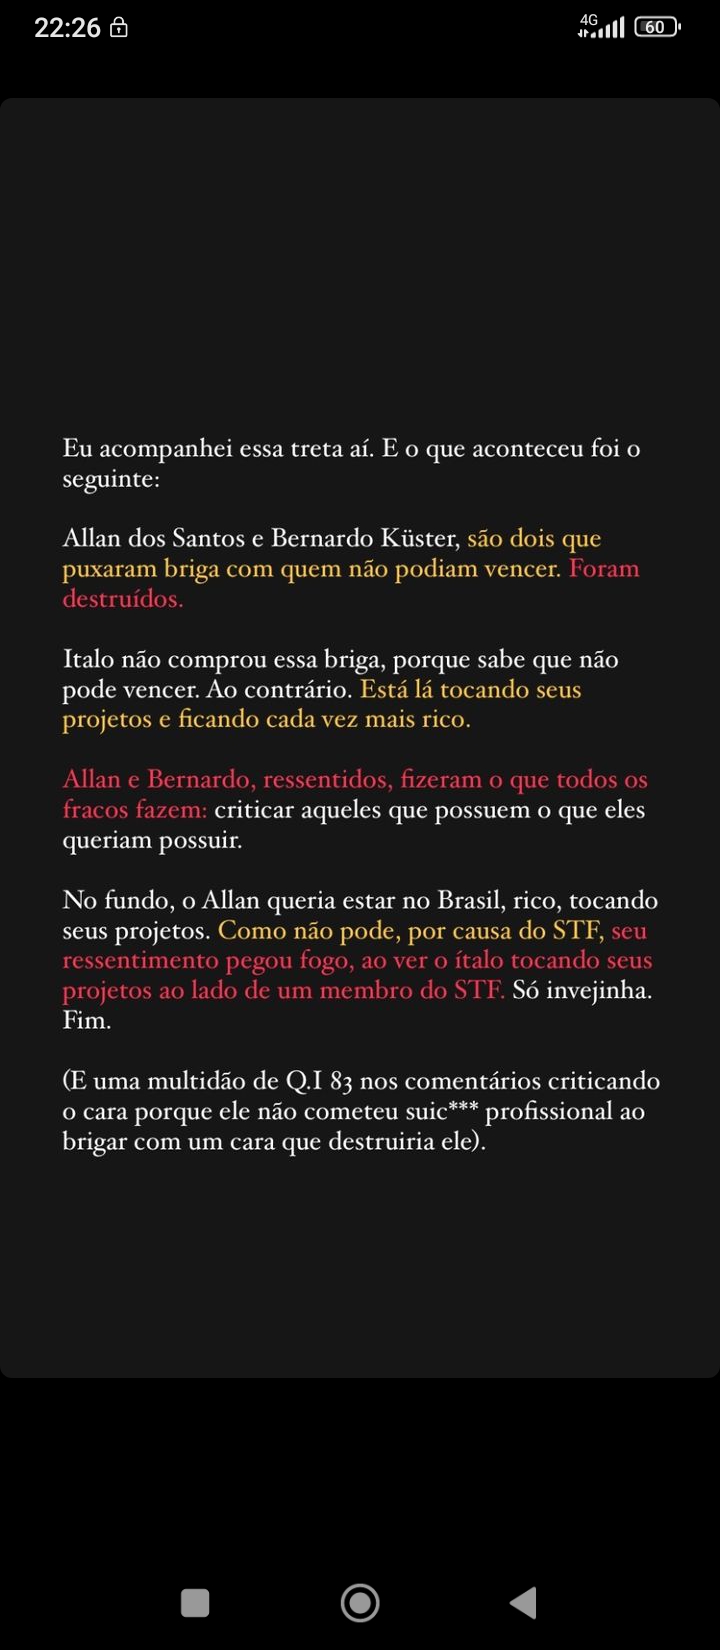 22:26
4G
60
Eu acompanhei essa treta aí. E o que aconteceu foi o
seguinte:
Allan dos Santos e Bernardo Küster, são dois que
puxaram briga com quem não podiam vencer. Foram
destruídos.
Italo não comprou essa briga, porque sabe que não
pode vencer. Ao contrário. Está lá tocando seus
projetos e ficando cada vez mais rico.
Allan e Bernardo, ressentidos, fizeram o que todos os
fracos fazem: criticar aqueles que possuem o que eles
queriam possuir.
No fundo, o Allan queria estar no Brasil, rico, tocando
seus projetos. Como não pode, por causa do STF, seu
ressentimento pegou fogo, ao ver o ítalo tocando seus
projetos ao lado de um membro do STF. Só invejinha.
Fim.
(E uma multidão de Q.I 83 nos comentários criticando
o cara porque ele não cometeu suic*** profissional ao
brigar com um cara que destruiria ele).